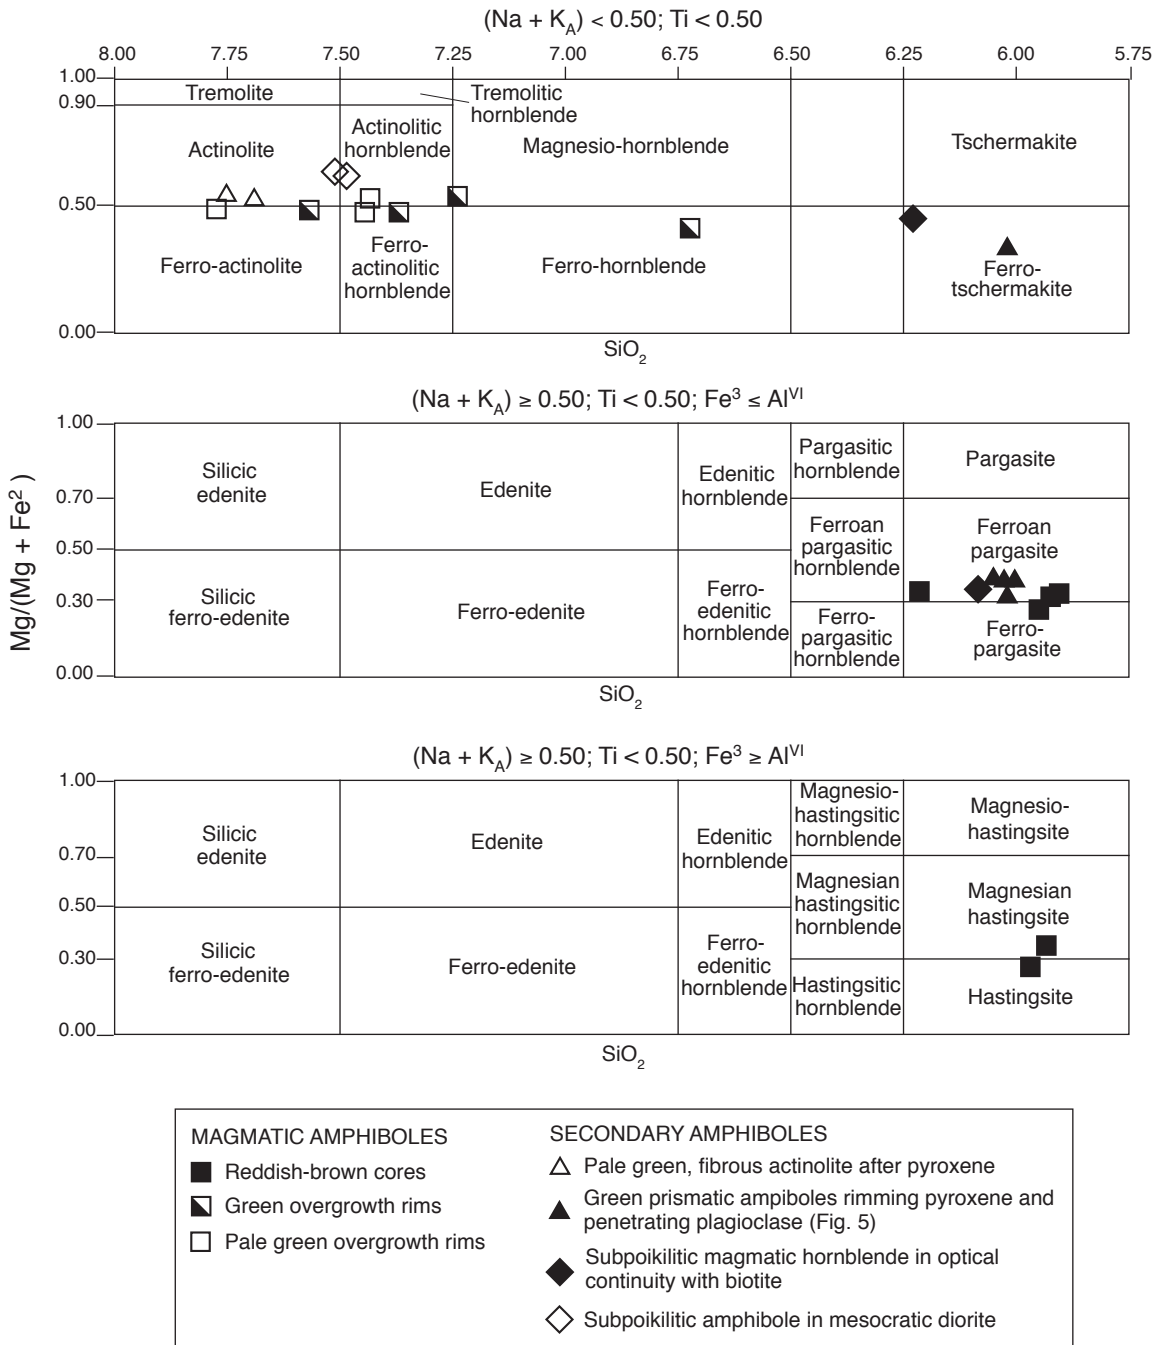 (Na + K_A) < 0.50; Ti < 0.50
8.00 7.75 7.50 7.25 7.00 6.75 6.50 6.25 6.00 5.75
1.00
0.90
0.50
0.00
Tremolite
Tremolitic
hornblende
Actinolite
Actinolitic
hornblende
Magnesio-hornblende
Tschermakite
Ferro-actinolite
Ferro-
actinolitic
hornblende
Ferro-hornblende
Ferro-
tschermakite
SiO₂
Mg/(Mg + Fe²)
(Na + K_A) ≥ 0.50; Ti < 0.50; Fe³ ≤ Al^VI
1.00
0.70
0.50
0.30
0.00
Silicic
edenite
Edenite
Edenitic
hornblende
Pargasitic
hornblende
Pargasite
Ferroan
pargasitic
hornblende
Ferroan
pargasite
Silicic
ferro-edenite
Ferro-edenite
Ferro-
edenitic
hornblende
Ferro-
pargasitic
hornblende
Ferro-
pargasite
SiO₂
(Na + K_A) ≥ 0.50; Ti < 0.50; Fe³ ≥ Al^VI
1.00
0.70
0.50
0.30
0.00
Silicic
edenite
Edenite
Edenitic
hornblende
Magnesio-
hastingsitic
hornblende
Magnesio-
hastingsite
Magnesian
hastingsitic
hornblende
Magnesian
hastingsite
Silicic
ferro-edenite
Ferro-edenite
Ferro-
edenitic
hornblende
Hastingsitic
hornblende
Hastingsite
SiO₂
MAGMATIC AMPHIBOLES
Reddish-brown cores
Green overgrowth rims
Pale green overgrowth rims
SECONDARY AMPHIBOLES
Pale green, fibrous actinolite after pyroxene
Green prismatic ampiboles rimming pyroxene and
penetrating plagioclase (Fig. 5)
Subpoikilitic magmatic hornblende in optical
continuity with biotite
Subpoikilitic amphibole in mesocratic diorite